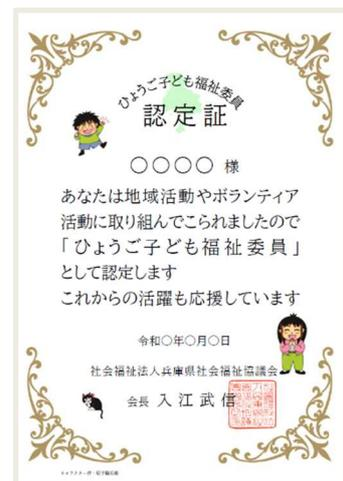 ひょうご子ども福祉委員
認定証
〇〇〇〇 様
あなたは地域活動やボランティア
活動に取り組んでこられましたので
「ひょうご子ども福祉委員」
として認定します
これからの活躍も応援しています
令和〇年〇月〇日
社会福祉法人兵庫県社会福祉協議会
会長 入江武信